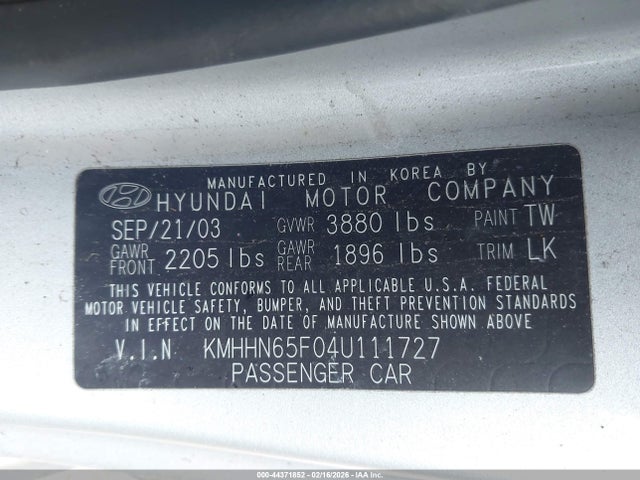 MANUFACTURED IN KOREA BY
HYUNDAI MOTOR COMPANY
SEP/21/03 GVWR 3880 lbs PAINT TW
GAWR FRONT 2205 lbs GAWR REAR 1896 lbs TRIM LK
THIS VEHICLE CONFORMS TO ALL APPLICABLE U.S.A. FEDERAL
MOTOR VEHICLE SAFETY, BUMPER, AND THEFT PREVENTION STANDARDS
IN EFFECT ON THE DATE OF MANUFACTURE SHOWN ABOVE
V.I.N KMHHN65F04U111727
PASSENGER CAR
000-44371852 - 02/16/2026 - IAAI.COM